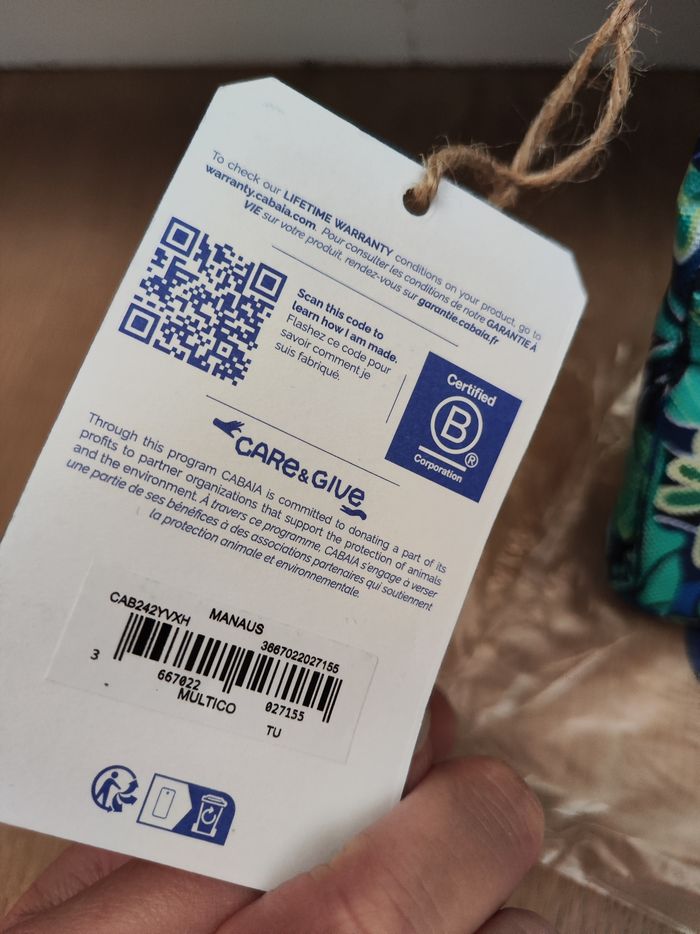 To check our LIFETIME WARRANTY conditions on your product, go to
warranty.cabaia.com. Pour consulter les conditions de notre GARANTIE À
VIE sur votre produit, rendez-vous sur garantie.cabaia.fr
Scan this code to
learn how I am made.
Flashez ce code pour
savoir comment je
suis fabriqué.
Certified
B
®
Corporation
CARE & GIVE
Through this program CABAIA is committed to donating a part of its
profits to partner organizations that support the protection of animals
and the environment. À travers ce programme, CABAIA s'engage à verser
une partie de ses bénéfices à des associations partenaires qui soutiennent
la protection animale et environnementale.
CAB242YVXH MANAUS
3667022027155
3 667022 027155
MULTICO TU